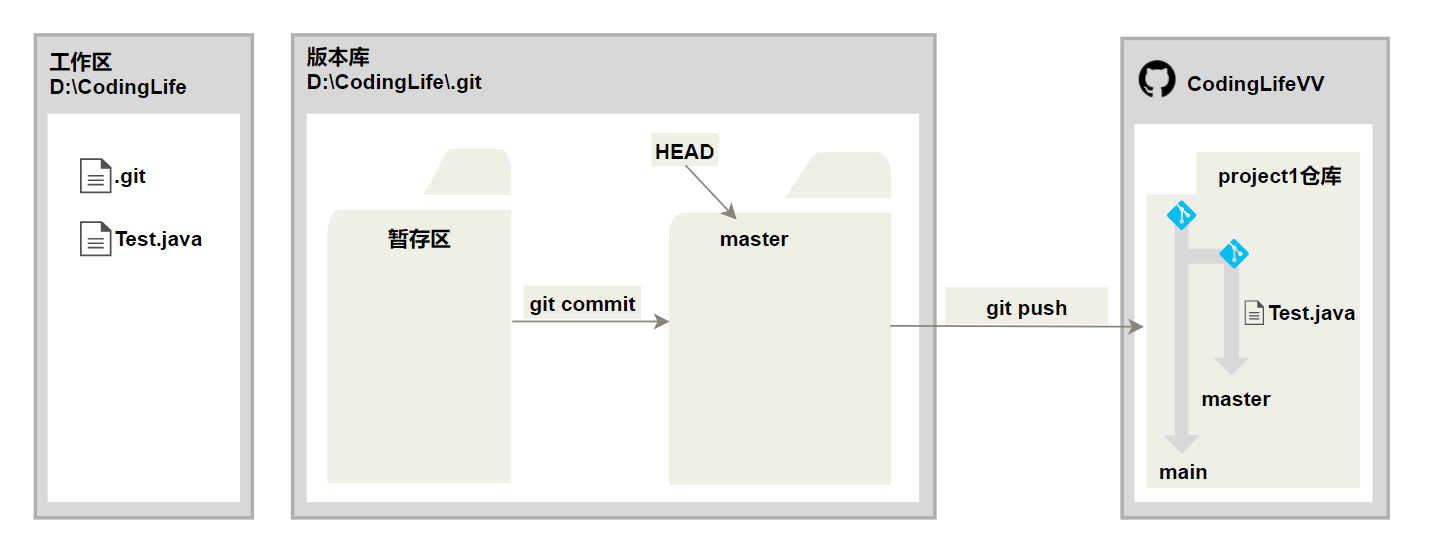 工作区
D:\CodingLife
.git
Test.java
版本库
D:\CodingLife\.git
暂存区
git commit
HEAD
master
git push
CodingLifeVV
project1仓库
Test.java
master
main